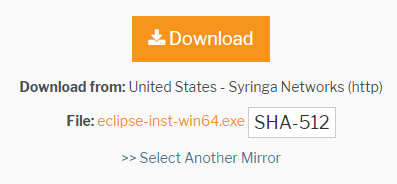 Download
Download from: United States - Syringa Networks (http)
File: eclipse-inst-win64.exe SHA-512
>> Select Another Mirror